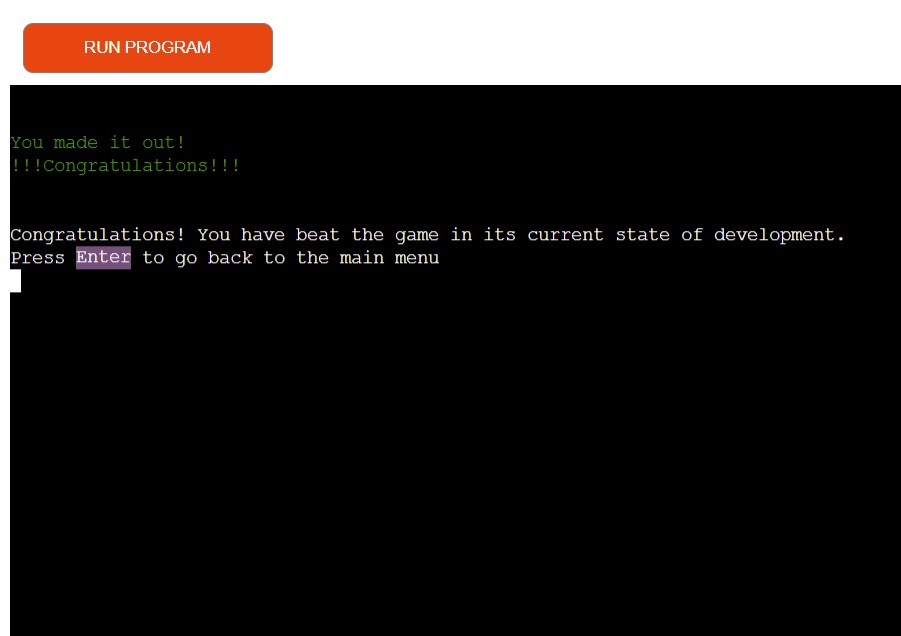 RUN PROGRAM
You made it out!
!!!Congratulations!!!
Congratulations! You have beat the game in its current state of development.
Press Enter to go back to the main menu